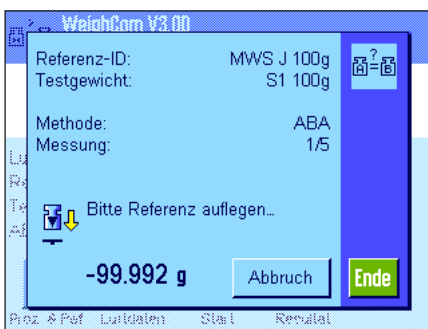 WeighCom V3.00
Referenz-ID: MWS J 100g
Testgewicht: S1 100g
A?=B
Methode: ABA
Messung: 1/5
Bitte Referenz auflegen...
-99.992 g Abbruch Ende
Start